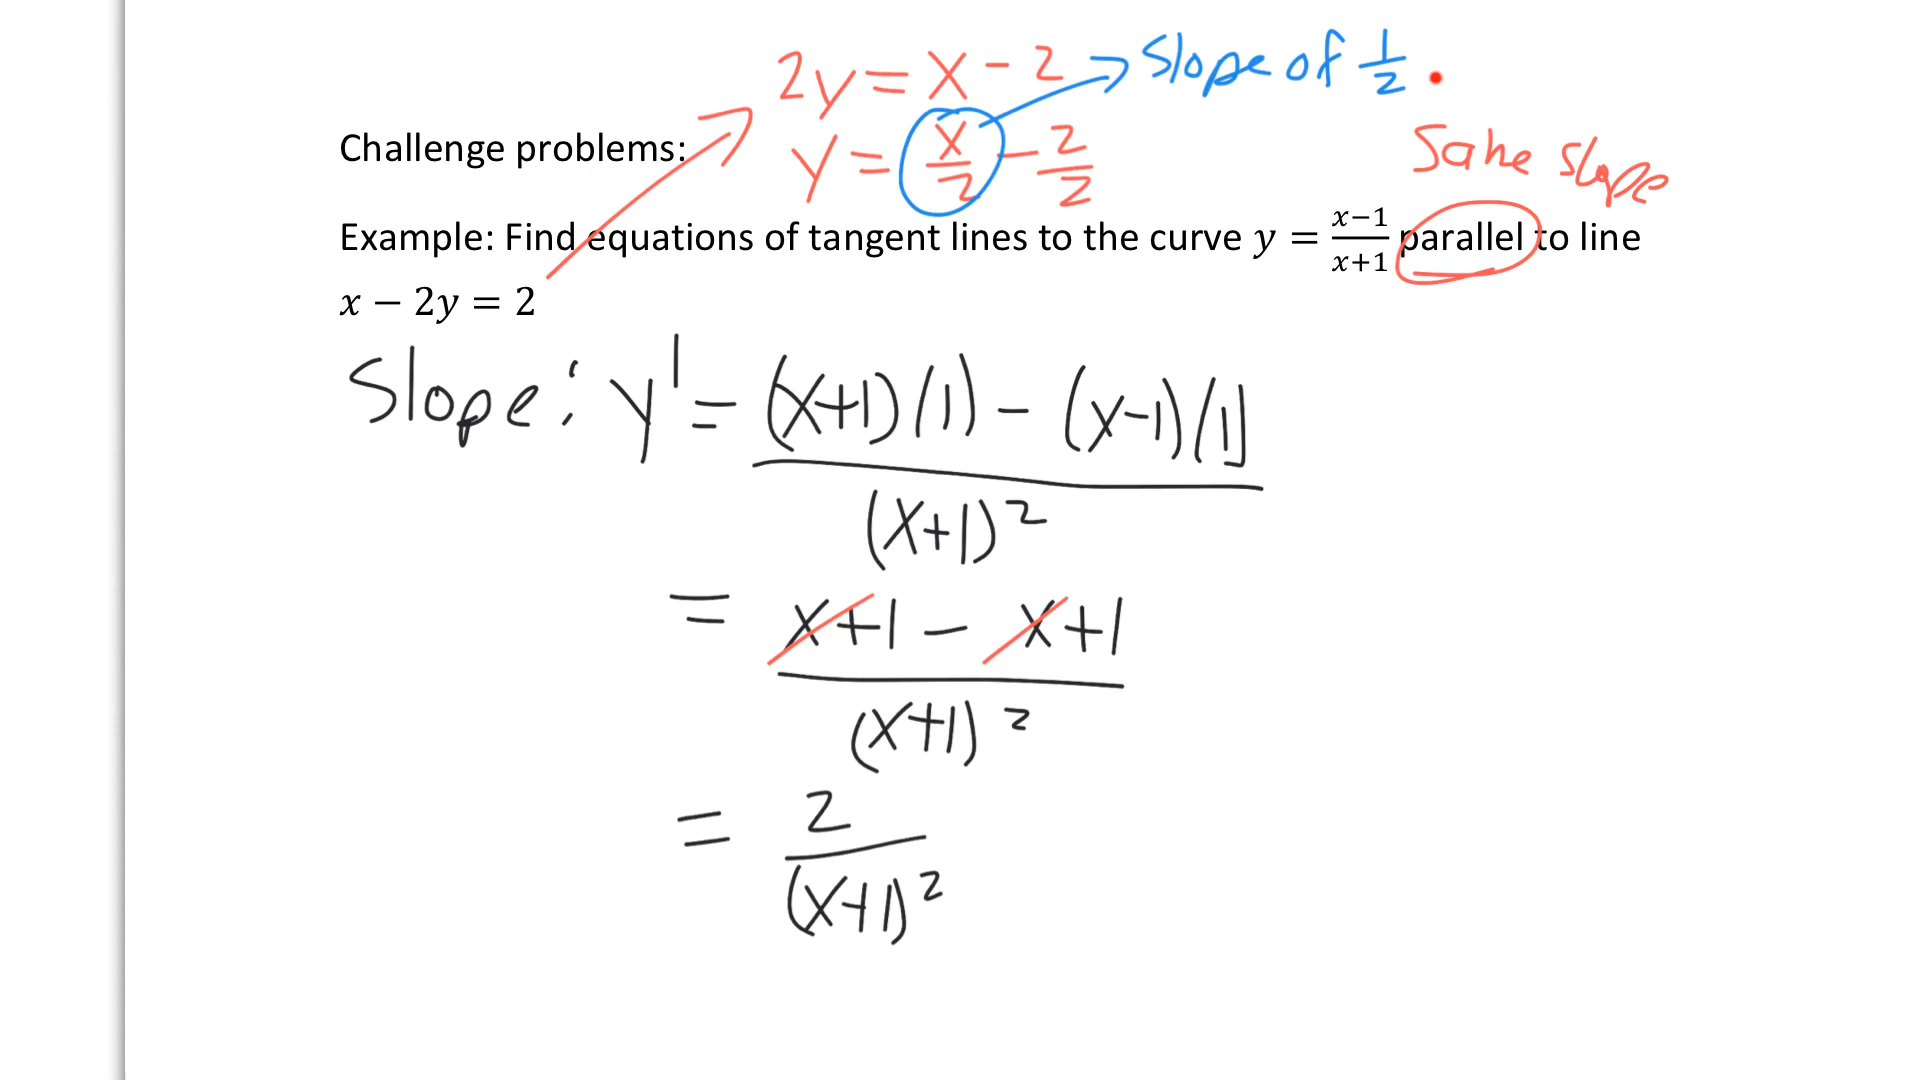 2y = x - 2 → Slope of 1/2 .
Challenge problems: y = x/2 - 2/2
Same slope
Example: Find equations of tangent lines to the curve y = (x−1)/(x+1) parallel to line
x − 2y = 2
Slope: y' = ((x+1)(1) - (x-1)(1))/(x+1)²
= (x+1 - x+1)/(x+1)²
= 2/(x+1)²